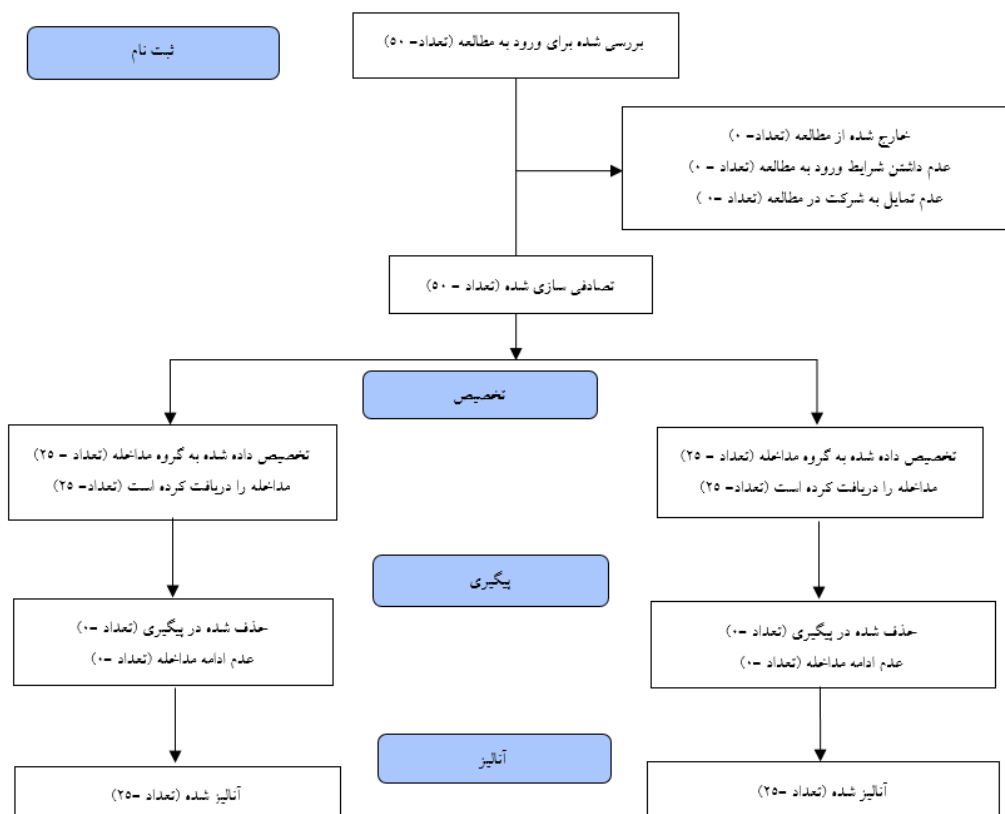 ثبت نام
بررسی شده برای ورود به مطالعه (تعداد- ۵۰)
خارج شده از مطالعه (تعداد- ۰)
عدم داشتن شرایط ورود به مطالعه (تعداد - ۰)
عدم تمایل به شرکت در مطالعه (تعداد -۰ )
تصادفی سازی شده (تعداد - ۵۰)
تخصیص
تخصیص داده شده به گروه مداخله (تعداد - ۲۵)
مداخله را دریافت کرده است (تعداد- ۲۵)
تخصیص داده شده به گروه مداخله (تعداد - ۲۵)
مداخله را دریافت کرده است (تعداد- ۲۵)
پیگیری
حذف شده در پیگیری (تعداد -۰)
عدم ادامه مداخله (تعداد -۰)
حذف شده در پیگیری (تعداد -۰)
عدم ادامه مداخله (تعداد -۰)
آنالیز
آنالیز شده (تعداد -۲۵)
آنالیز شده (تعداد -۲۵)